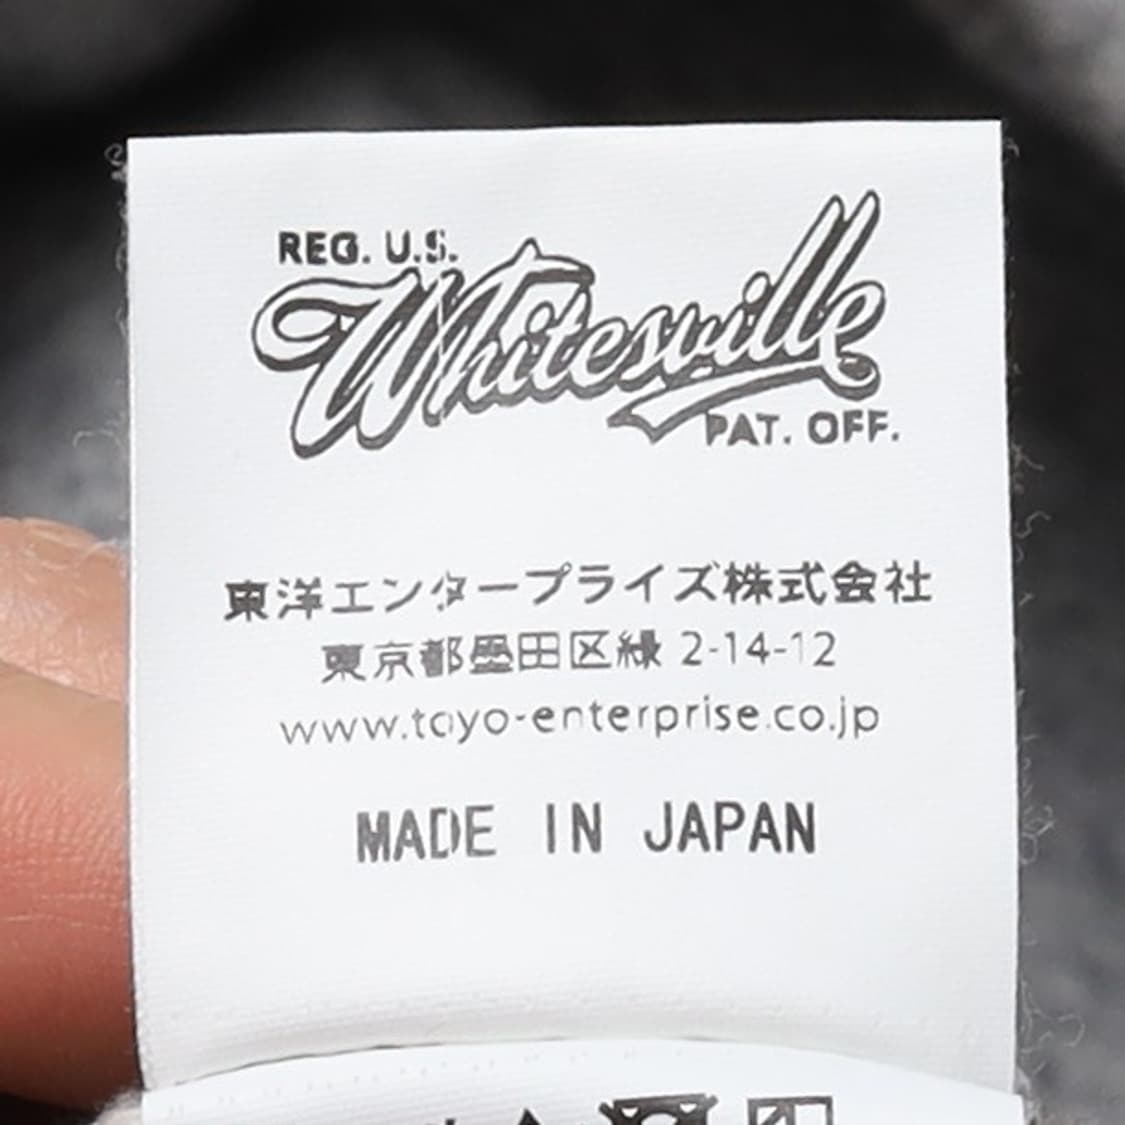 REG. U.S.
Whitesville
PAT. OFF.
東洋エンタープライズ株式会社
東京都墨田区緑 2-14-12
www.toyo-enterprise.co.jp
MADE IN JAPAN